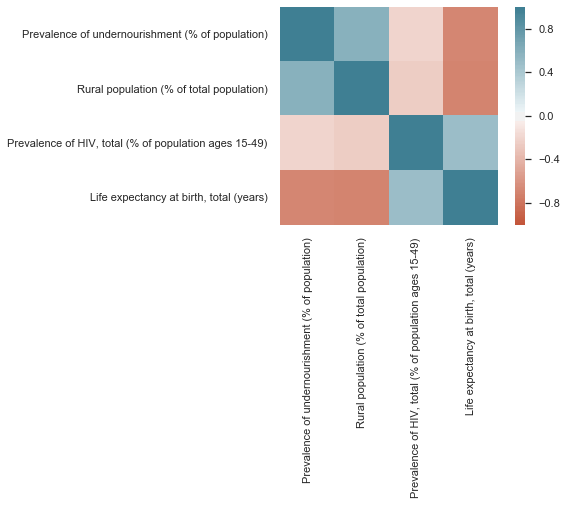 Prevalence of undernourishment (% of population)
Rural population (% of total population)
Prevalence of HIV, total (% of population ages 15-49)
Life expectancy at birth, total (years)
0.8
0.4
0.0
−0.4
−0.8
Prevalence of undernourishment (% of population)
Rural population (% of total population)
Prevalence of HIV, total (% of population ages 15-49)
Life expectancy at birth, total (years)